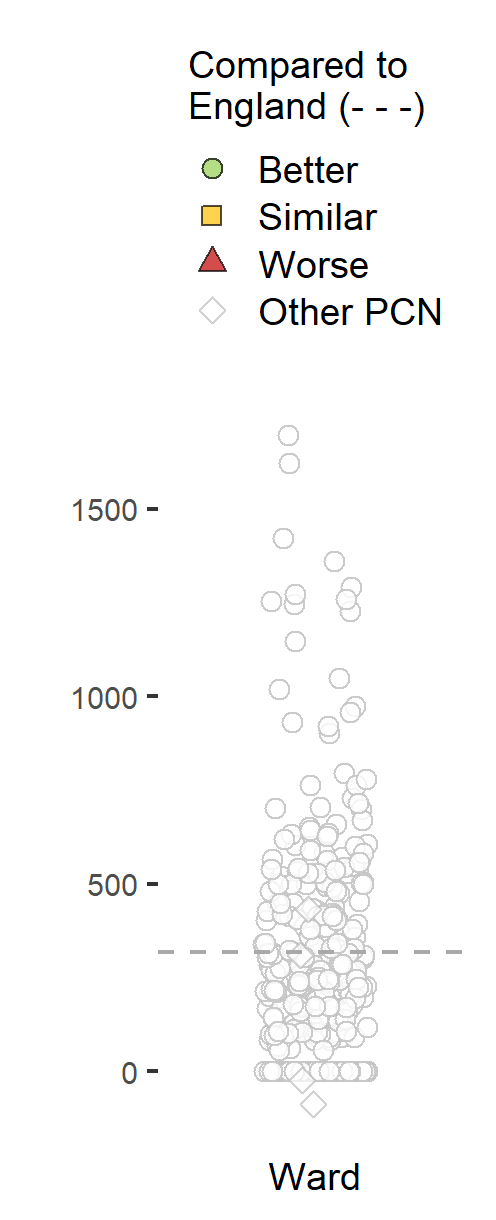 Compared to
England (- - -)
Better
Similar
Worse
Other PCN
1500
1000
500
0
Ward